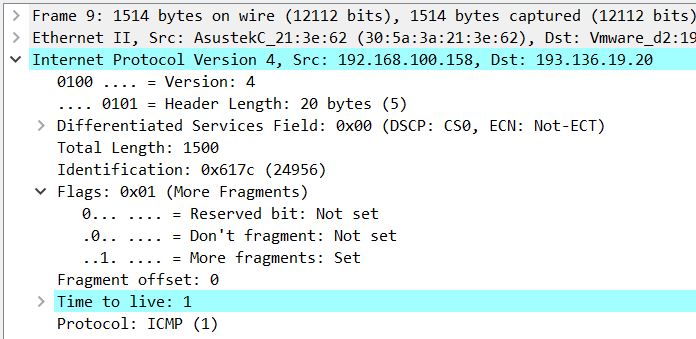 Frame 9: 1514 bytes on wire (12112 bits), 1514 bytes captured (12112 bits)
Ethernet II, Src: AsustekC_21:3e:62 (30:5a:3a:21:3e:62), Dst: Vmware_d2:19
Internet Protocol Version 4, Src: 192.168.100.158, Dst: 193.136.19.20
0100 .... = Version: 4
.... 0101 = Header Length: 20 bytes (5)
Differentiated Services Field: 0x00 (DSCP: CS0, ECN: Not-ECT)
Total Length: 1500
Identification: 0x617c (24956)
Flags: 0x01 (More Fragments)
0... .... = Reserved bit: Not set
.0.. .... = Don't fragment: Not set
..1. .... = More fragments: Set
Fragment offset: 0
Time to live: 1
Protocol: ICMP (1)